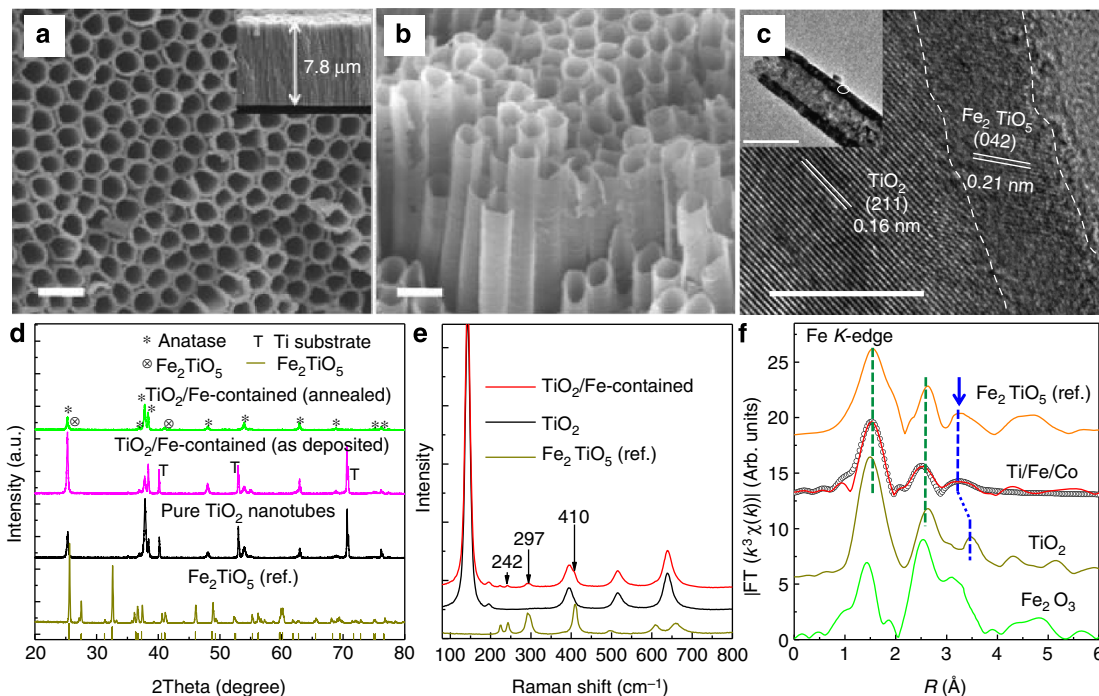 a
7.8 μm
b
c
Fe2 TiO5
(042)
0.21 nm
TiO2
(211)
0.16 nm
d
* Anatase T Ti substrate
⊗ Fe2TiO5 Fe2TiO5
TiO2/Fe-contained (annealed)
* * * * ⊗ * * * * * * ⊗ *
TiO2/Fe-contained (as deposited)
T T T
Pure TiO2 nanotubes
Fe2TiO5 (ref.)
Intensity (a.u.)
20 30 40 50 60 70 80
2Theta (degree)
e
TiO2/Fe-contained
TiO2
Fe2TiO5 (ref.)
410
297
242
Intensity
100 200 300 400 500 600 700 800
Raman shift (cm–1)
f
Fe K-edge
Fe2 TiO5 (ref.)
Ti/Fe/Co
TiO2
Fe2 O3
|FT (k3 χ(k))| (Arb. units)
25
20
15
10
5
0
0 1 2 3 4 5 6
R (Å)